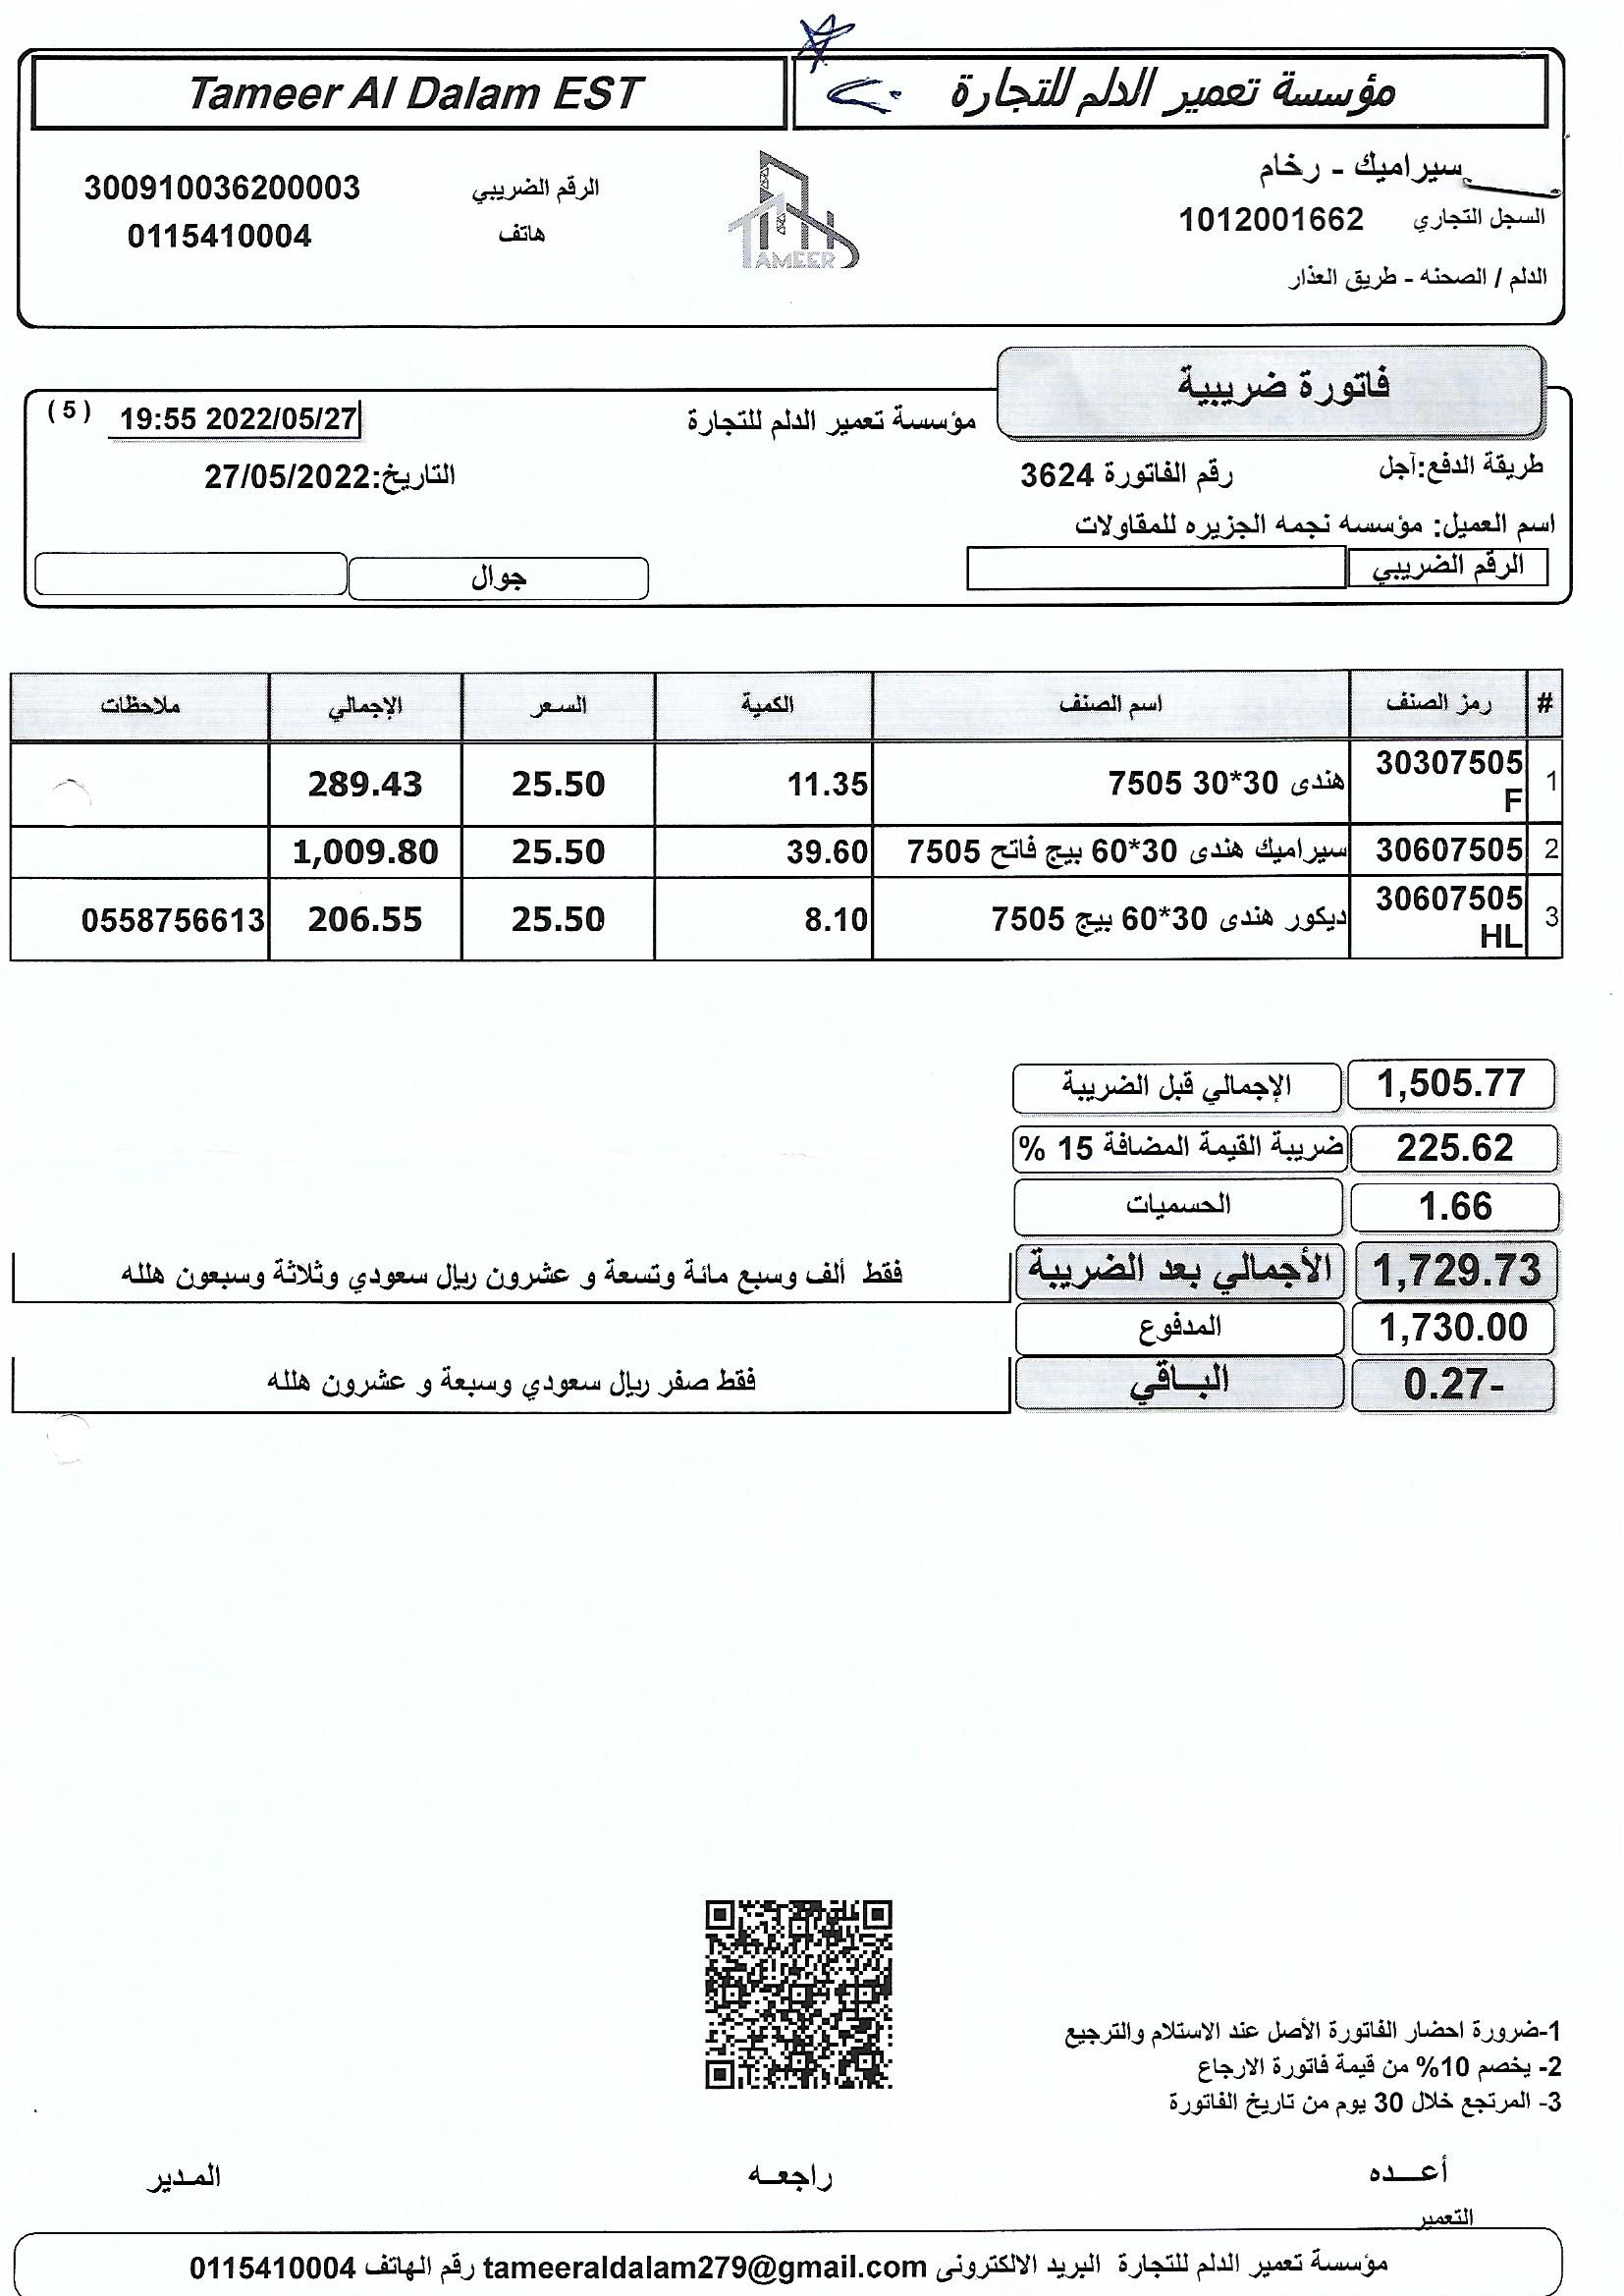 مؤسسة تعمير الدلم للتجارة
Tameer Al Dalam EST
سيراميك - رخام
السجل التجاري 1012001662
الدلم / الصحنه - طريق العذار
TAMEER
الرقم الضريبي 300910036200003
هاتف 0115410004
فاتورة ضريبية
مؤسسة تعمير الدلم للتجارة 19:55 2022/05/27 (5)
طريقة الدفع:آجل رقم الفاتورة 3624 التاريخ:27/05/2022
اسم العميل: مؤسسه نجمه الجزيره للمقاولات
الرقم الضريبي جوال
# رمز الصنف اسم الصنف الكمية السعر الإجمالي ملاحظات
1 30307505 F هندى 30*30 7505 11.35 25.50 289.43
2 30607505 سيراميك هندى 30*60 بيج فاتح 7505 39.60 25.50 1,009.80
3 30607505 HL ديكور هندى 30*60 بيج 7505 8.10 25.50 206.55 0558756613
1,505.77 الإجمالي قبل الضريبة
225.62 ضريبة القيمة المضافة 15 %
1.66 الحسميات
1,729.73 الأجمالي بعد الضريبة فقط ألف وسبع مائة وتسعة و عشرون ريال سعودي وثلاثة وسبعون هلله
1,730.00 المدفوع
0.27- البــاقي فقط صفر ريال سعودي وسبعة و عشرون هلله
1-ضرورة احضار الفاتورة الأصل عند الاستلام والترجيع
2- يخصم 10% من قيمة فاتورة الارجاع
3- المرتجع خلال 30 يوم من تاريخ الفاتورة
أعـــده راجعــه المـدير
التعمير
مؤسسة تعمير الدلم للتجارة البريد الالكترونى tameeraldalam279@gmail.com رقم الهاتف 0115410004